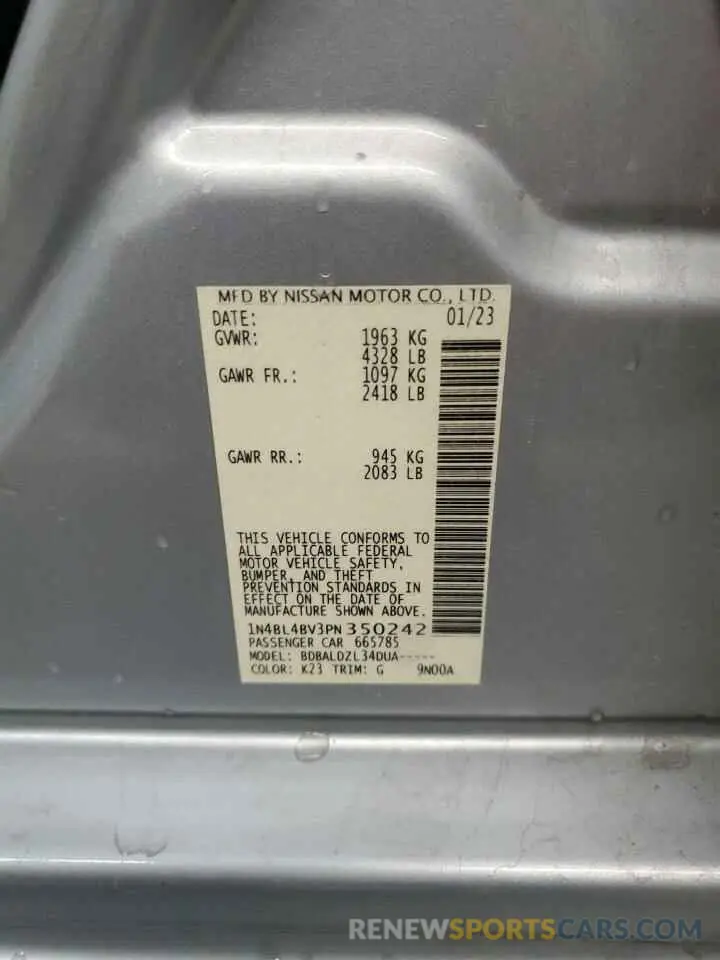 MFD BY NISSAN MOTOR CO., LTD.
DATE: 01/23
GVWR: 1963 KG
4328 LB
GAWR FR.: 1097 KG
2418 LB
GAWR RR.: 945 KG
2083 LB
THIS VEHICLE CONFORMS TO
ALL APPLICABLE FEDERAL
MOTOR VEHICLE SAFETY,
BUMPER, AND THEFT
PREVENTION STANDARDS IN
EFFECT ON THE DATE OF
MANUFACTURE SHOWN ABOVE.
1N4BL4BV3PN350242
PASSENGER CAR 665785
MODEL: BDBALDZL34DUA-----
COLOR: K23 TRIM: G 9N00A
RENEWSPORTSCARS.COM